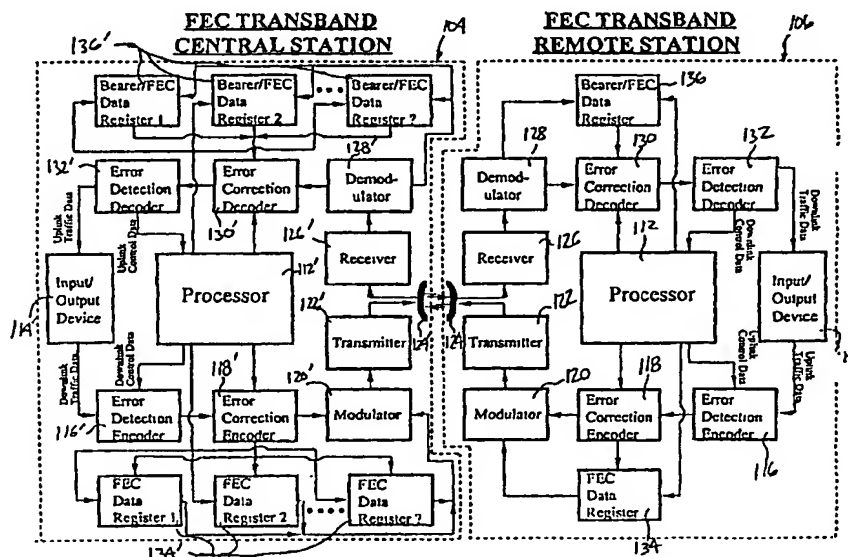 FEC TRANSBAND
CENTRAL STATION
104
FEC TRANSBAND
REMOTE STATION
106
136'
Bearer/FEC
Data
Register 1
Bearer/FEC
Data
Register 2
Bearer/FEC
Data
Register ?
Bearer/FEC
Data
Register
136
132'
Error
Detection
Decoder
Error
Correction
Decoder
130'
128'
Demod-
ulator
128
Demod-
ulator
130
Error
Correction
Decoder
132
Error
Detection
Decoder
Uplink
Traffic Data
Uplink
Control Data
126'
Receiver
126
Receiver
Downlink
Control Data
Downlink
Traffic Data
114'
Input/
Output
Device
112'
Processor
124'
124
112
Processor
Input/
Output
Device
122'
Transmitter
122
Transmitter
Downlink
Traffic Data
Downlink
Control Data
Uplink
Control Data
Uplink
Traffic Data
116'
Error
Detection
Encoder
118'
Error
Correction
Encoder
120'
Modulator
120
Modulator
118
Error
Correction
Encoder
Error
Detection
Encoder
116
FEC
Data
Register 1
FEC
Data
Register 2
FEC
Data
Register ?
134'
FEC
Data
Register
134